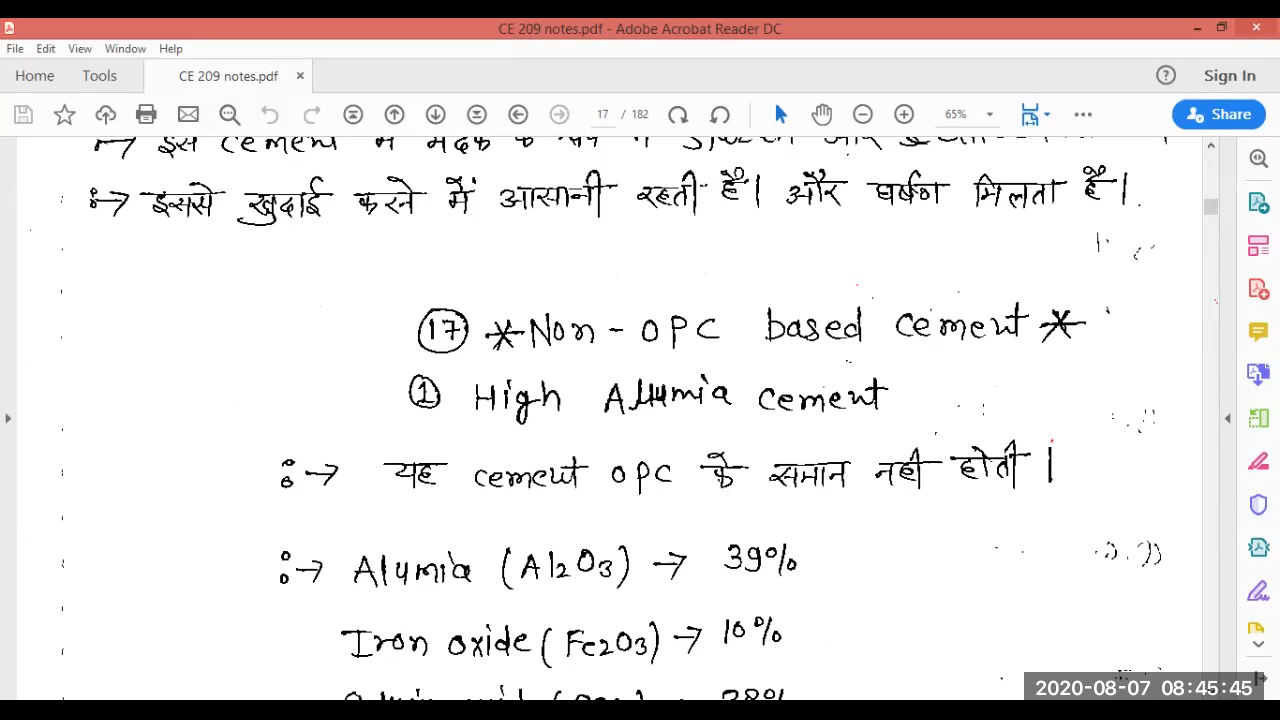 CE 209 notes.pdf - Adobe Acrobat Reader DC
File Edit View Window Help
Home Tools CE 209 notes.pdf × Sign In
17 / 182 65% Share
इस cement में
:→ इससे खुदाई करने में आसानी रहती है। और घर्षण मिलता है।
(17) *Non-OPC based cement*
(1) High Alumia cement
:→ यह cement OPC के समान नही होती।
:→ Alumia (Al2O3) → 39%
Iron oxide (Fe2O3) → 10%
2020-08-07 08:45:45